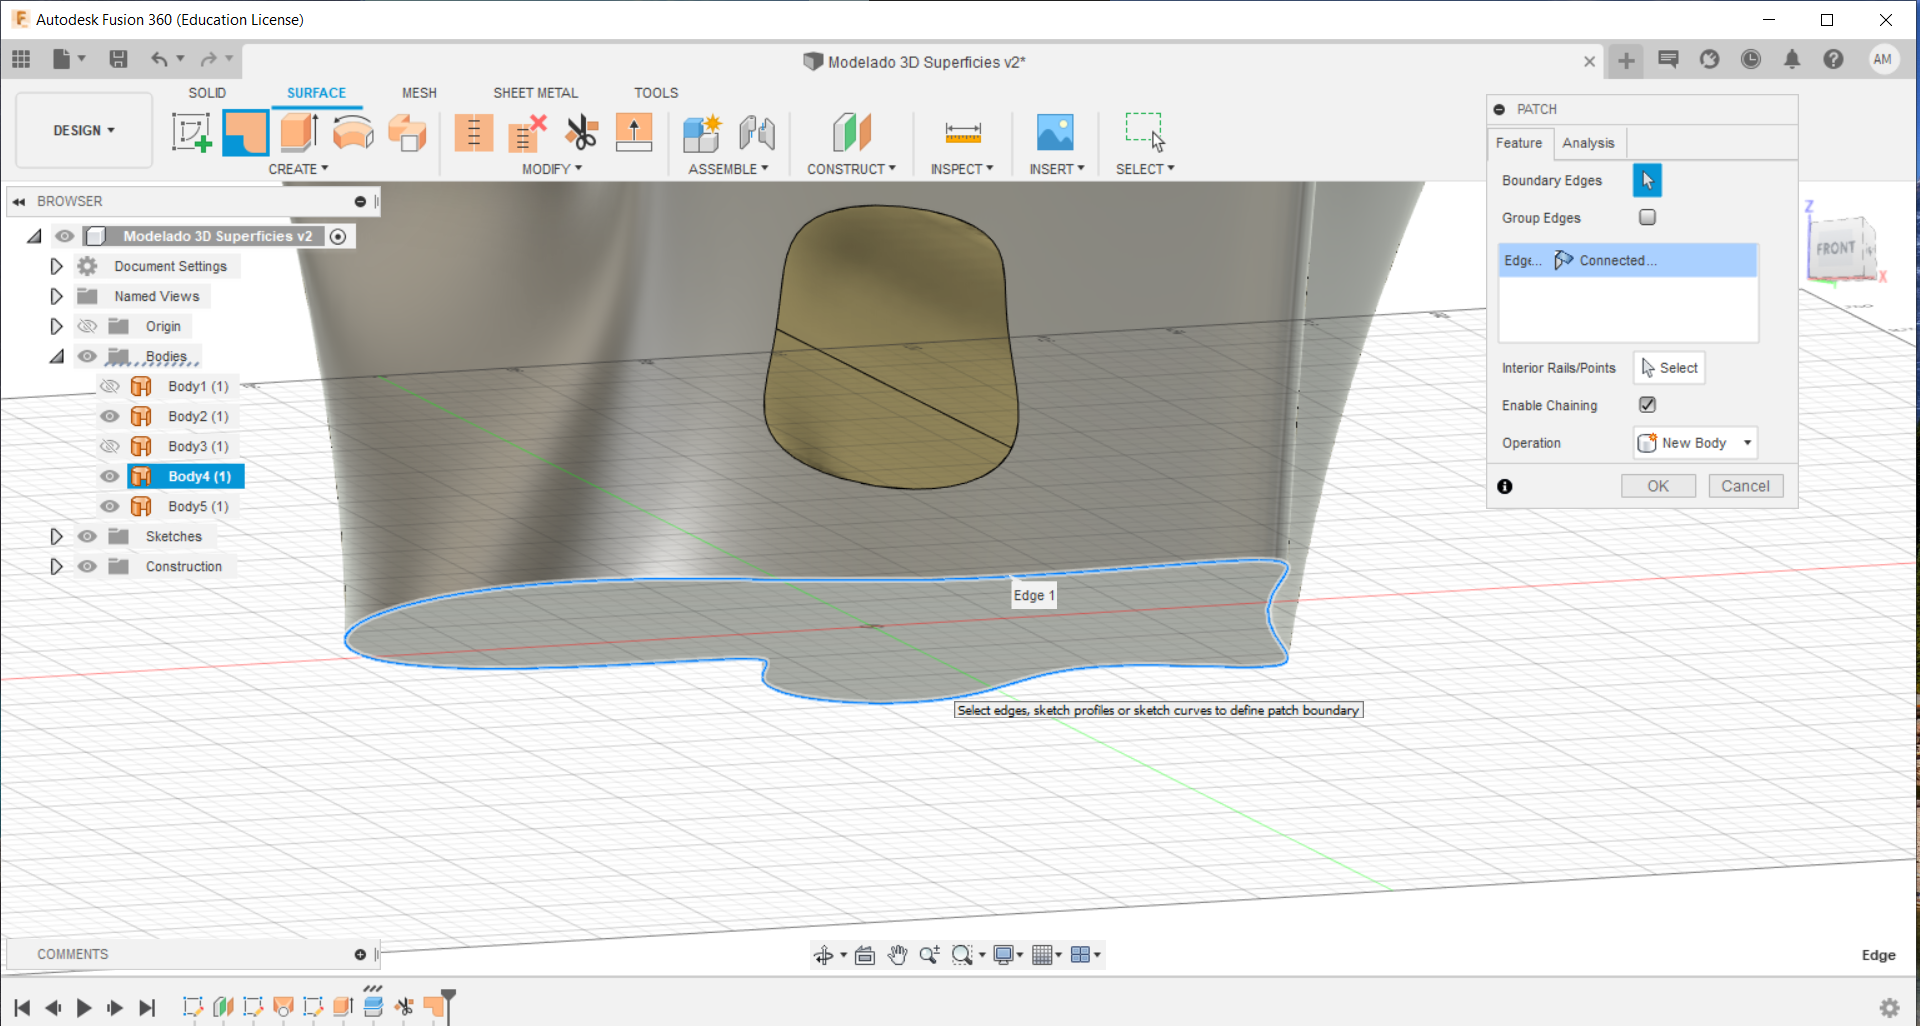 Autodesk Fusion 360 (Education License)
Modelado 3D Superficies v2*
AM
SOLID
SURFACE
MESH
SHEET METAL
TOOLS
DESIGN
CREATE
MODIFY
ASSEMBLE
CONSTRUCT
INSPECT
INSERT
SELECT
BROWSER
Modelado 3D Superficies v2
Document Settings
Named Views
Origin
Bodies
Body1 (1)
Body2 (1)
Body3 (1)
Body4 (1)
Body5 (1)
Sketches
Construction
PATCH
Feature
Analysis
Boundary Edges
Group Edges
Edge... Connected...
Interior Rails/Points
Select
Enable Chaining
Operation
New Body
OK
Cancel
Z
FRONT
X
Edge 1
Select edges, sketch profiles or sketch curves to define patch boundary
COMMENTS
Edge